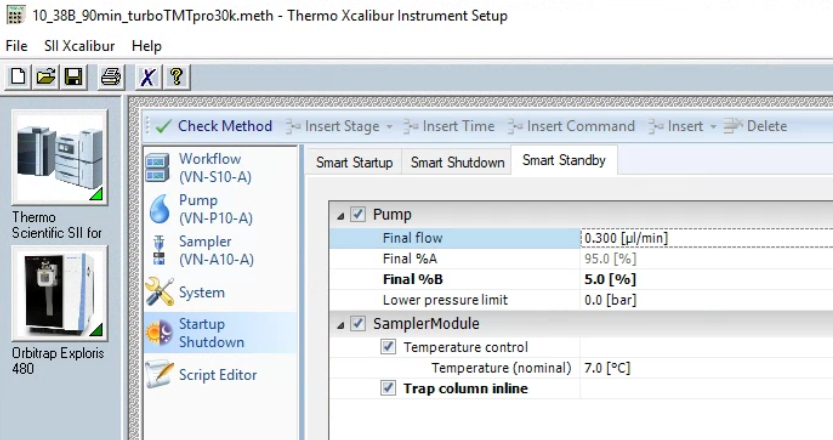 10_38B_90min_turboTMTpro30k.meth - Thermo Xcalibur Instrument Setup
File SII Xcalibur Help
Check Method Insert Stage Insert Time Insert Command Insert Delete
Thermo
Scientific SII for
Orbitrap Exploris
480
Workflow
(VN-S10-A)
Pump
(VN-P10-A)
Sampler
(VN-A10-A)
System
Startup
Shutdown
Script Editor
Smart Startup Smart Shutdown Smart Standby
Pump
Final flow 0.300 [µl/min]
Final %A 95.0 [%]
Final %B 5.0 [%]
Lower pressure limit 0.0 [bar]
SamplerModule
Temperature control
Temperature (nominal) 7.0 [°C]
Trap column inline